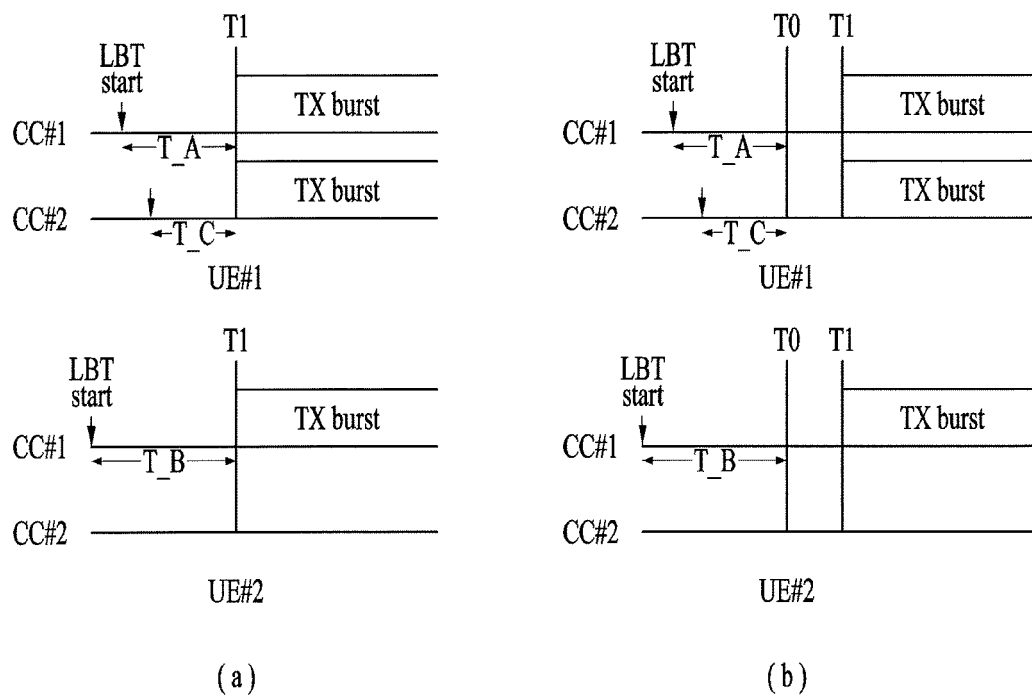 T1
LBT
start
TX burst
CC#1
T_A
TX burst
CC#2
T_C
UE#1
T1
LBT
start
TX burst
CC#1
T_B
CC#2
UE#2
(a)
T0 T1
LBT
start
TX burst
CC#1
T_A
TX burst
CC#2
T_C
UE#1
T0 T1
LBT
start
TX burst
CC#1
T_B
CC#2
UE#2
(b)